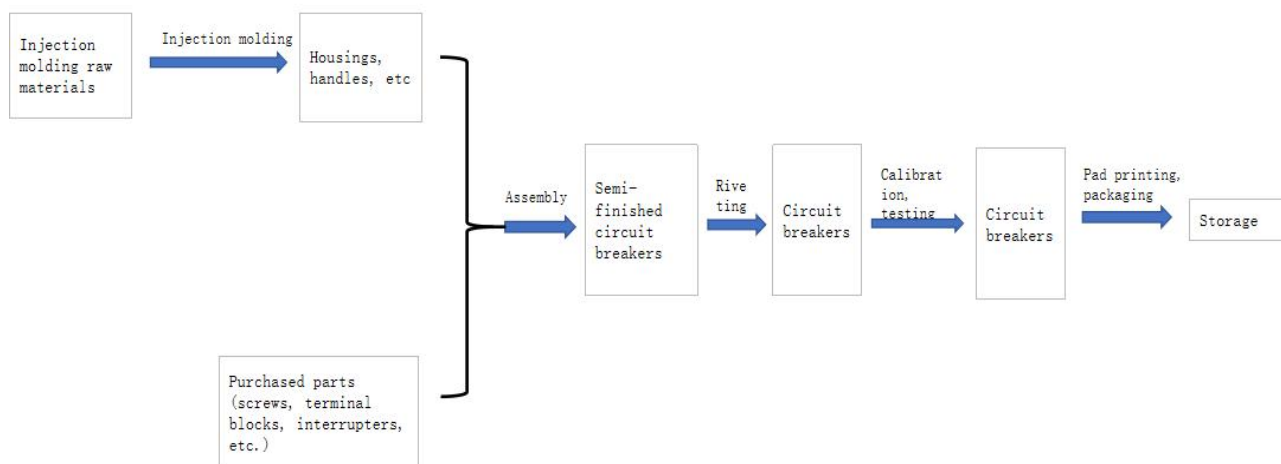 Injection
molding raw
materials
Injection molding
Housings,
handles, etc
Purchased parts
(screws, terminal
blocks, interrupters,
etc.)
Assembly
Semi-
finished
circuit
breakers
Rive
ting
Circuit
breakers
Calibrat
ion,
testing
Circuit
breakers
Pad printing,
packaging
Storage